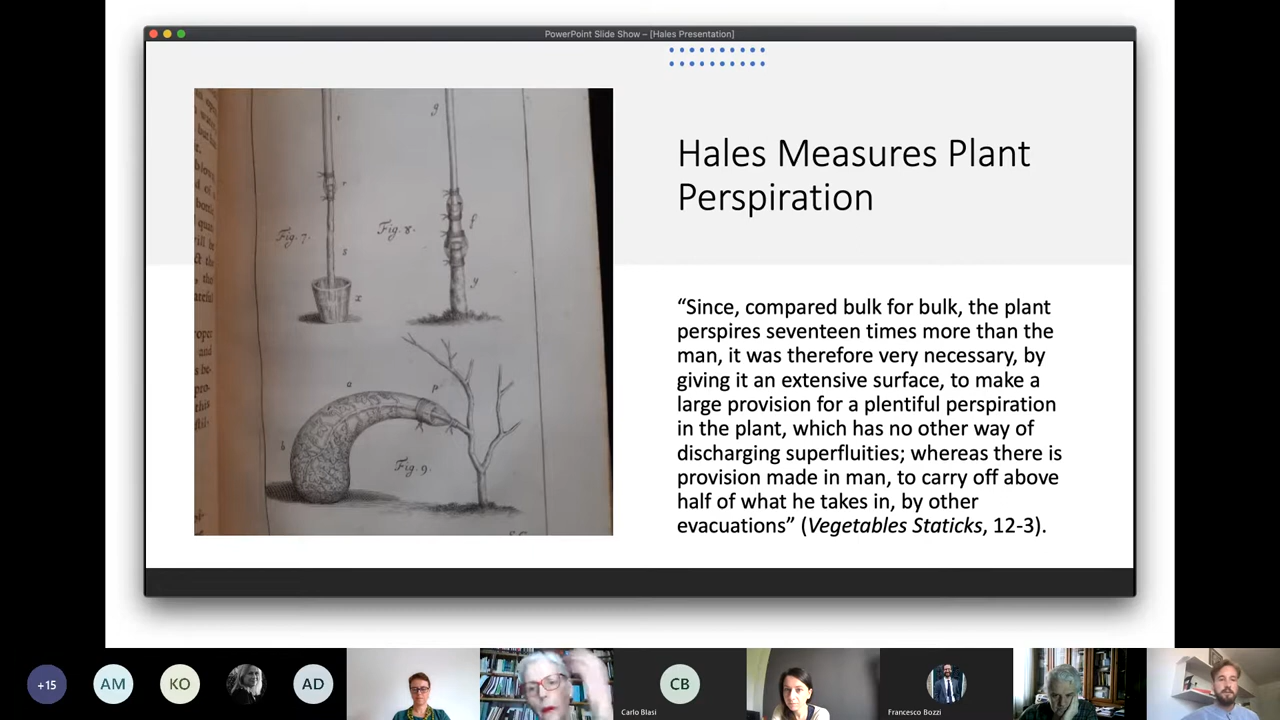 PowerPoint Slide Show – [Hales Presentation]
Fig. 7.
Fig. 8.
g
r
f
s
y
x
a
p
b
Fig. 9.
Hales Measures Plant
Perspiration
“Since, compared bulk for bulk, the plant
perspires seventeen times more than the
man, it was therefore very necessary, by
giving it an extensive surface, to make a
large provision for a plentiful perspiration
in the plant, which has no other way of
discharging superfluities; whereas there is
provision made in man, to carry off above
half of what he takes in, by other
evacuations” (Vegetables Staticks, 12-3).
+15
AM
KO
AD
CB
Carlo Blasi
Francesco Bozzi